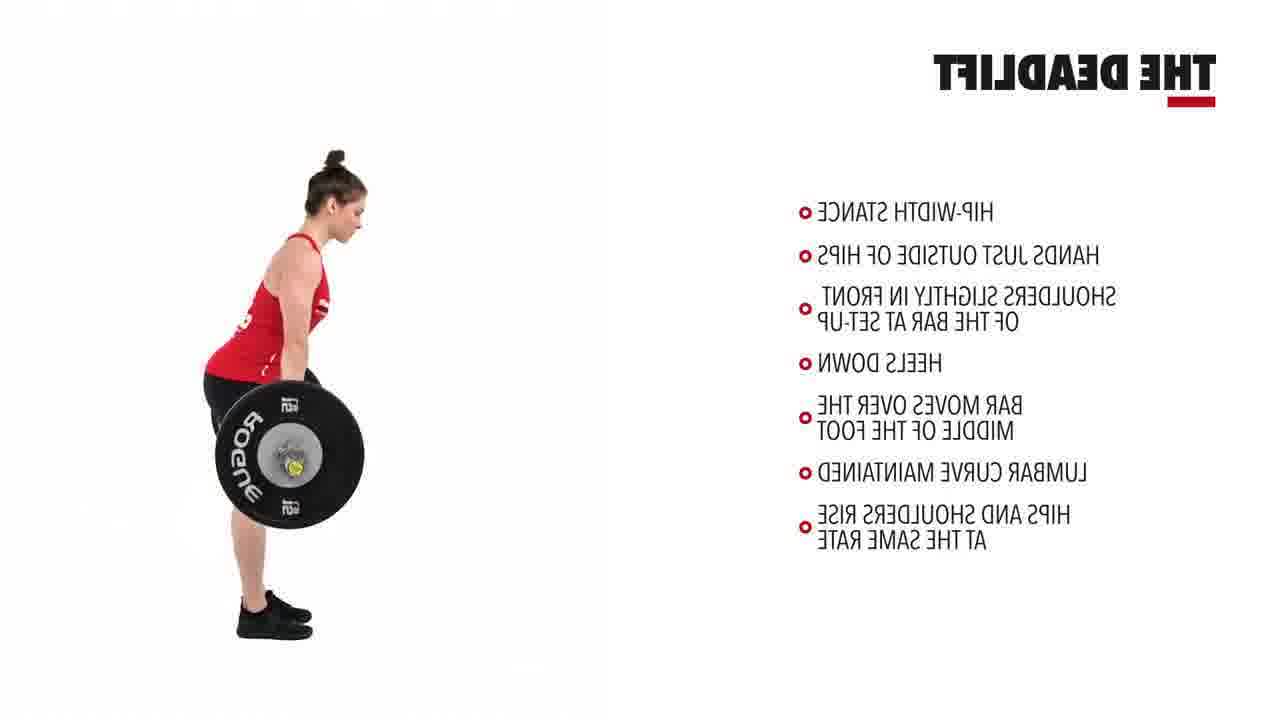 THE DEADLIFT
HIP-WIDTH STANCE
HANDS JUST OUTSIDE OF HIPS
SHOULDERS SLIGHTLY IN FRONT
OF THE BAR AT SET-UP
HEELS DOWN
BAR MOVES OVER THE
MIDDLE OF THE FOOT
LUMBAR CURVE MAINTAINED
HIPS AND SHOULDERS RISE
AT THE SAME RATE
ROGUE